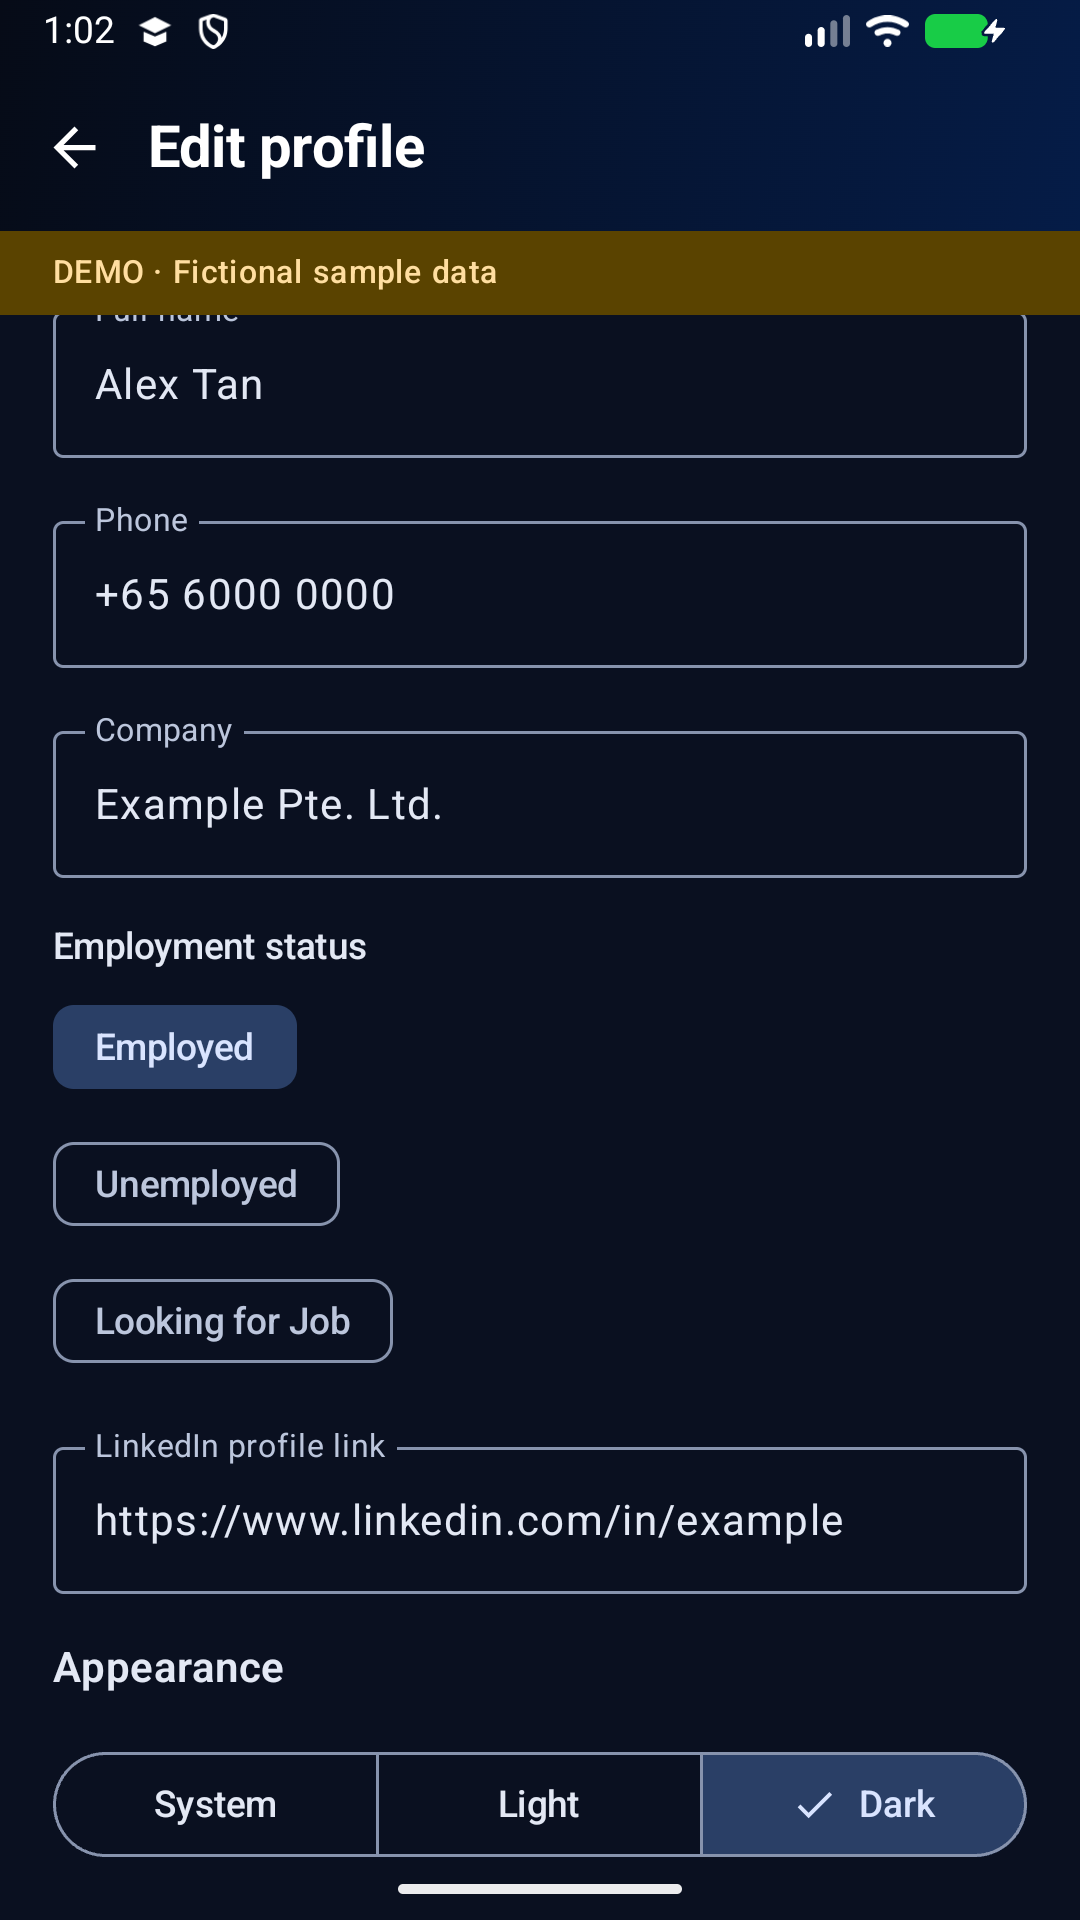 1:02
Edit profile
DEMO · Fictional sample data
Full name
Alex Tan
Phone
+65 6000 0000
Company
Example Pte. Ltd.
Employment status
Employed
Unemployed
Looking for Job
LinkedIn profile link
https://www.linkedin.com/in/example
Appearance
System
Light
Dark